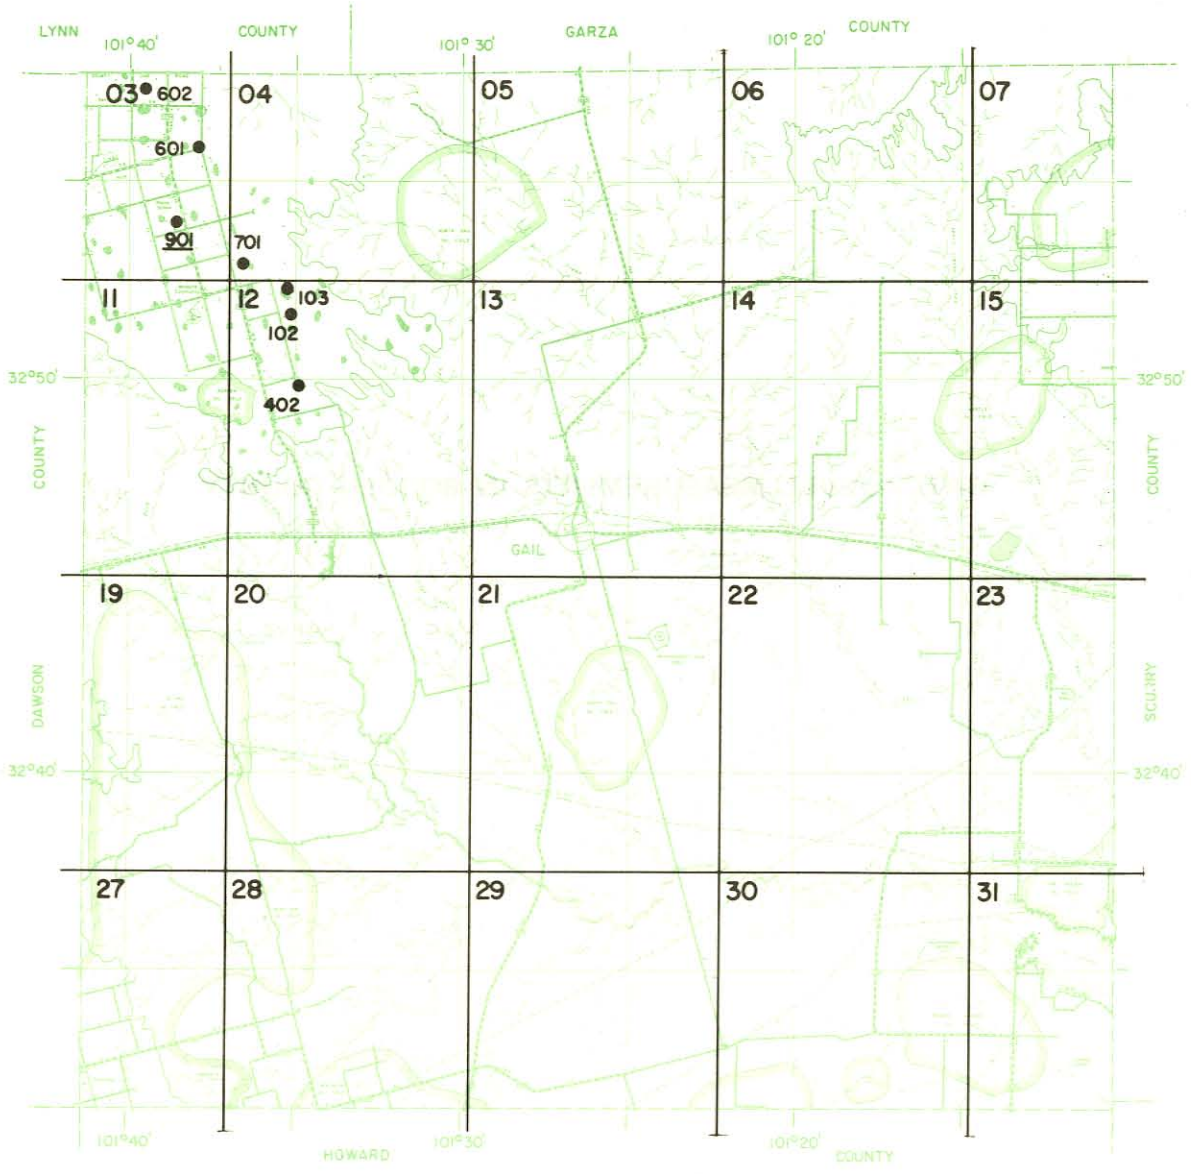 LYNN COUNTY GARZA COUNTY
101° 40' 101° 30' 101° 20'
03 602 04 05 06 07
601
901 701
11 12 103 13 14 15
102
32°50' 32°50'
402
COUNTY COUNTY
GAIL
19 20 21 22 23
DAWSON SCURRY
32°40' 32°40'
27 28 29 30 31
101°40' 101°30' 101°20'
HOWARD COUNTY